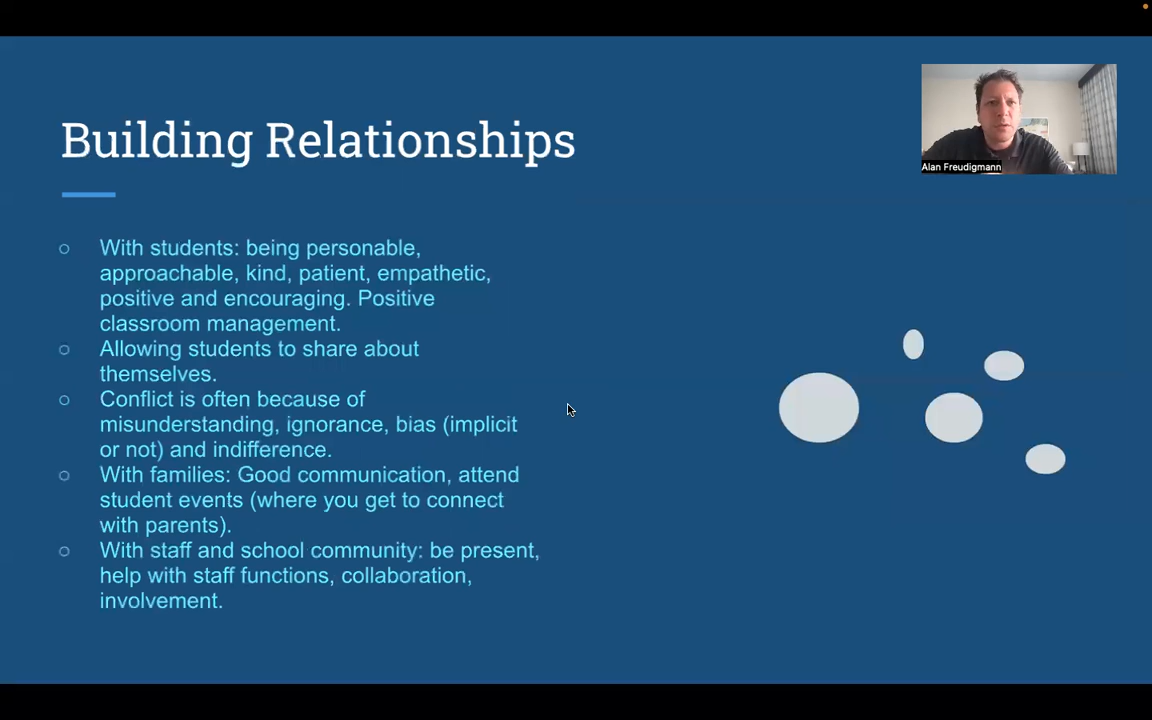 Building Relationships
Alan Freudigmann
With students: being personable,
approachable, kind, patient, empathetic,
positive and encouraging. Positive
classroom management.
Allowing students to share about
themselves.
Conflict is often because of
misunderstanding, ignorance, bias (implicit
or not) and indifference.
With families: Good communication, attend
student events (where you get to connect
with parents).
With staff and school community: be present,
help with staff functions, collaboration,
involvement.